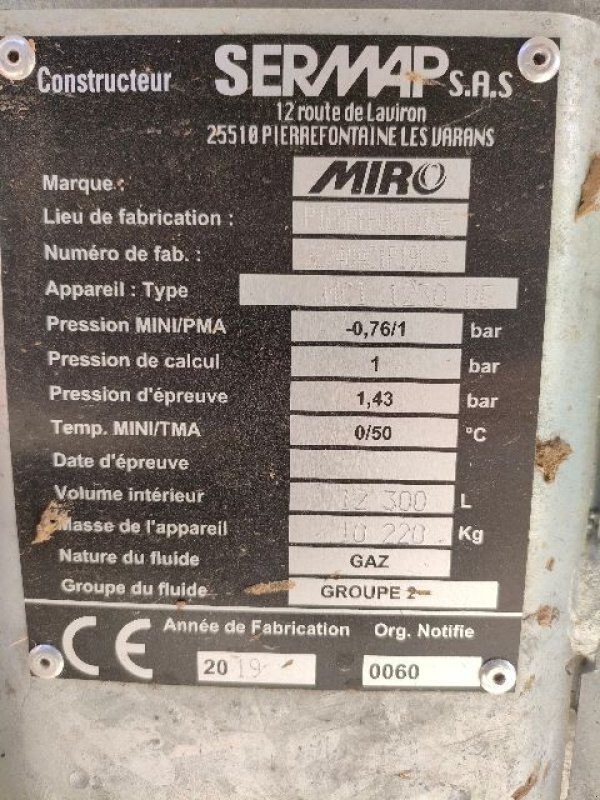 Constructeur SERMAP S.A.S
12 route de Laviron
25510 PIERREFONTAINE LES VARANS
Marque : MIRO
Lieu de fabrication :
Numéro de fab. :
Appareil : Type
Pression MINI/PMA -0,76/1 bar
Pression de calcul 1 bar
Pression d'épreuve 1,43 bar
Temp. MINI/TMA 0/50 °C
Date d'épreuve
Volume intérieur 12 300 L
Masse de l'appareil 10 220 Kg
Nature du fluide GAZ
Groupe du fluide GROUPE 2
CE Année de Fabrication Org. Notifie
2019 0060